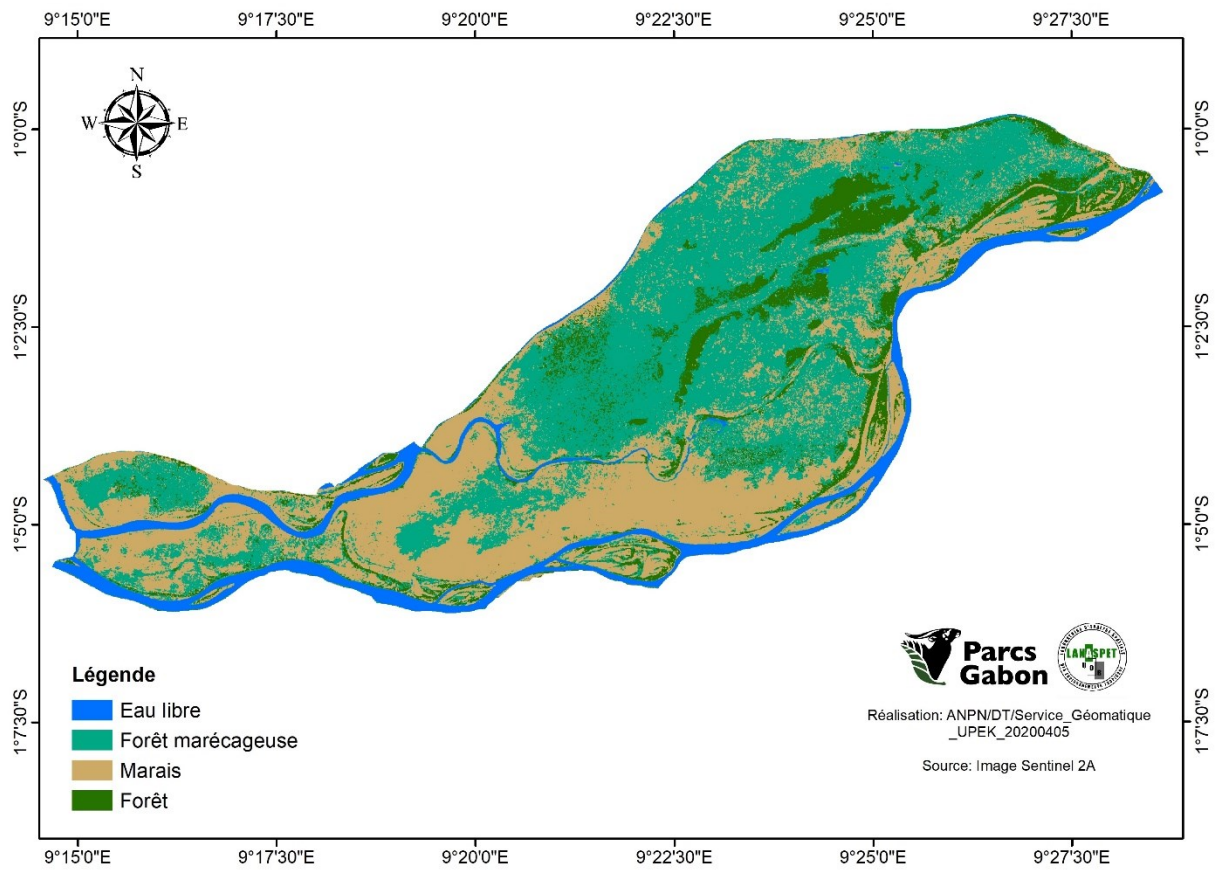 9°15'0"E 9°17'30"E 9°20'0"E 9°22'30"E 9°25'0"E 9°27'30"E
N
W E
S
1°0'0"S 1°0'0"S
1°2'30"S 1°2'30"S
1°5'0"S 1°5'0"S
Parcs
Gabon
LANASPET
Légende
Eau libre
Forêt marécageuse
Marais
Forêt
Réalisation: ANPN/DT/Service_Géomatique
_UPEK_20200405
Source: Image Sentinel 2A
1°7'30"S 1°7'30"S
9°15'0"E 9°17'30"E 9°20'0"E 9°22'30"E 9°25'0"E 9°27'30"E